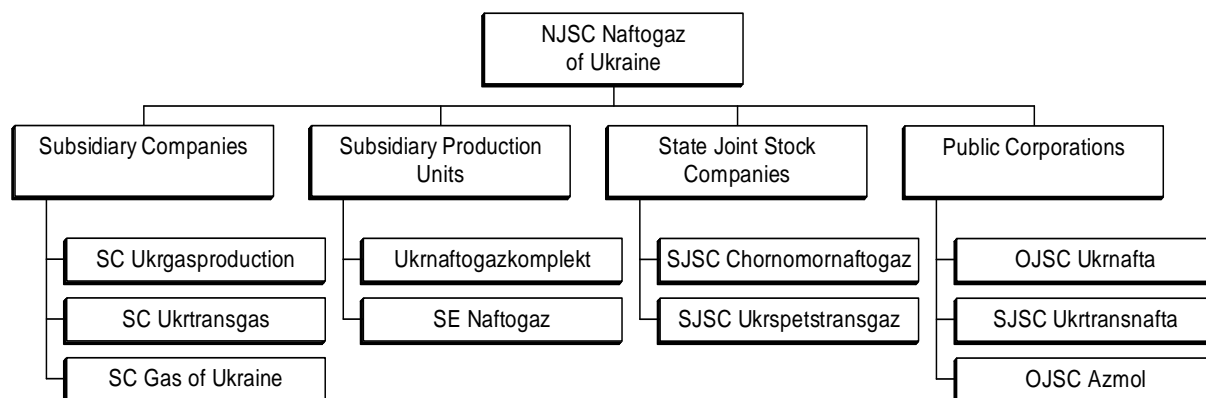 NJSC Naftogaz
of Ukraine
Subsidiary Companies
Subsidiary Production
Units
State Joint Stock
Companies
Public Corporations
SC Ukrgasproduction
Ukrnaftogazkomplekt
SJSC Chornomornaftogaz
OJSC Ukrnafta
SC Ukrtransgas
SE Naftogaz
SJSC Ukrspetstransgaz
SJSC Ukrtransnafta
SC Gas of Ukraine
OJSC Azmol